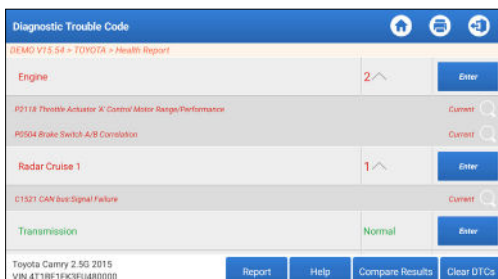 Diagnostic Trouble Code
DEMO V15.54 > TOYOTA > Health Report
Engine 2 Enter
P2118 Throttle Actuator 'A' Control Motor Range/Performance Current
P0504 Brake Switch A/B Correlation Current
Radar Cruise 1 1 Enter
C1521 CAN bus Signal Failure Current
Transmission Normal Enter
Toyota Camry 2.5G 2015
VIN
Report Help Compare Results Clear DTCs